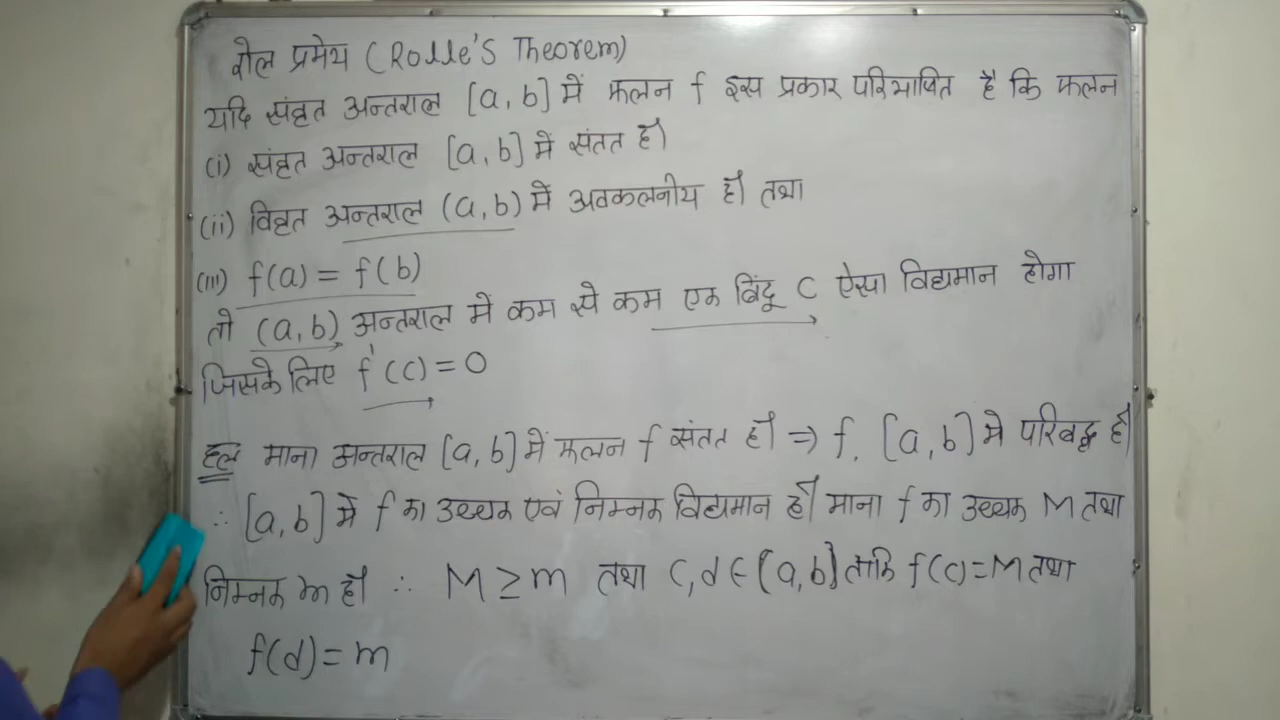 रोल प्रमेय (Rolle's Theorem)
यदि संवृत अन्तराल [a, b] में फलन f इस प्रकार परिभाषित है कि फलन
(i) संवृत अन्तराल [a, b] में संतत हो
(ii) विवृत अन्तराल (a, b) में अवकलनीय हो तथा
(iii) f(a) = f(b)
तो (a, b) अन्तराल में कम से कम एक बिंदू C ऐसा विद्यमान होगा
जिसके लिए f'(c) = 0
हल माना अन्तराल [a, b] में फलन f संतत हो ⇒ f, [a, b] मे परिबद्ध हो
∴ [a, b] मे f का उच्चक एवं निम्नक विद्यमान हो माना f का उच्चक M तथा
निम्नक m हो ∴ M ≥ m तथा C, d ∈ [a, b] ताकि f(c) = M तथा
f(d) = m